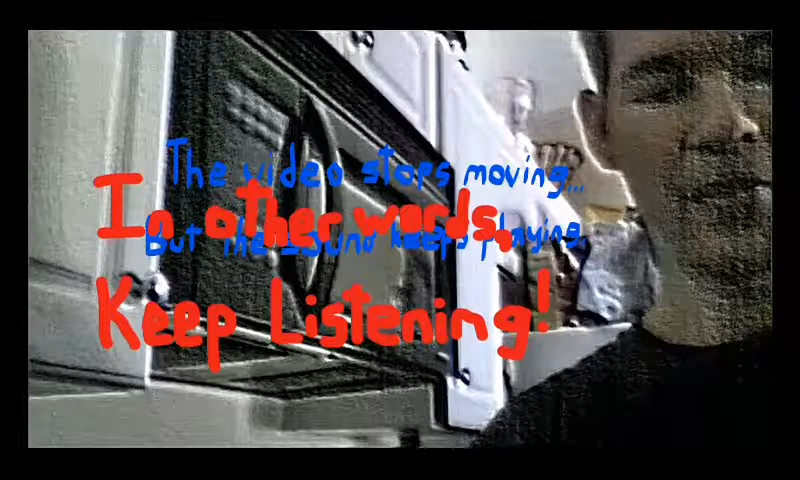 The video stops moving...
In other words,
But the sound keeps playing.
Keep Listening!